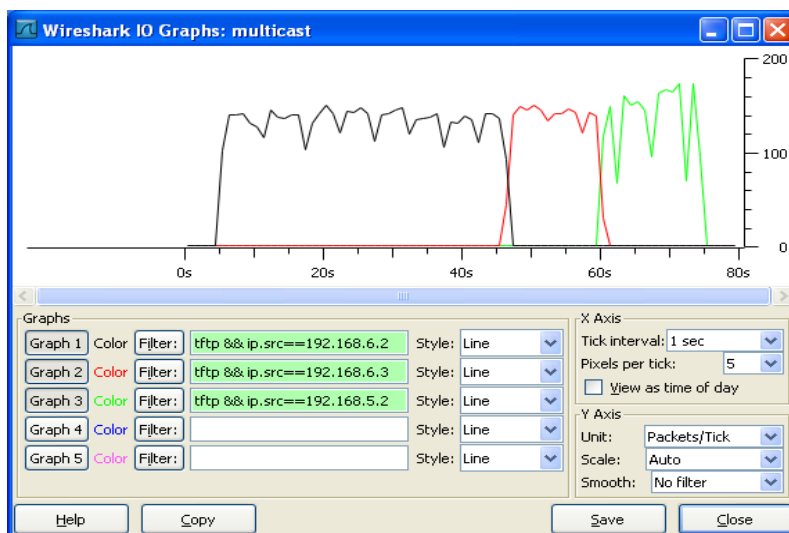 Wireshark IO Graphs: multicast
200
100
0
0s 20s 40s 60s 80s
Graphs
Graph 1 Color Filter: tftp && ip.src==192.168.6.2 Style: Line
Graph 2 Color Filter: tftp && ip.src==192.168.6.3 Style: Line
Graph 3 Color Filter: tftp && ip.src==192.168.5.2 Style: Line
Graph 4 Color Filter: Style: Line
Graph 5 Color Filter: Style: Line
X Axis
Tick interval: 1 sec
Pixels per tick: 5
View as time of day
Y Axis
Unit: Packets/Tick
Scale: Auto
Smooth: No filter
Help Copy Save Close